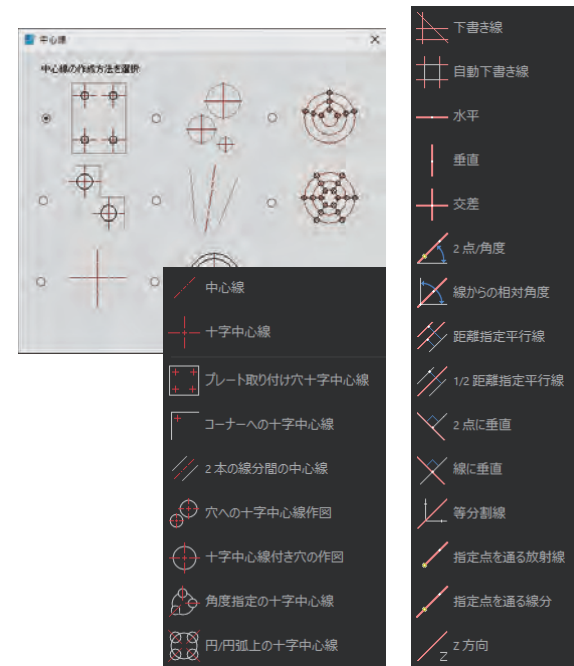 中心線
中心線の作成方法を選択
中心線
十字中心線
プレート取り付け穴十字中心線
コーナーへの十字中心線
2本の線分間の中心線
穴への十字中心線作図
十字中心線付き穴の作図
角度指定の十字中心線
円/円弧上の十字中心線
下書き線
自動下書き線
水平
垂直
交差
2点/角度
線からの相対角度
距離指定平行線
1/2距離指定平行線
2点に垂直
線に垂直
等分割線
指定点を通る放射線
指定点を通る線分
Z方向
Z